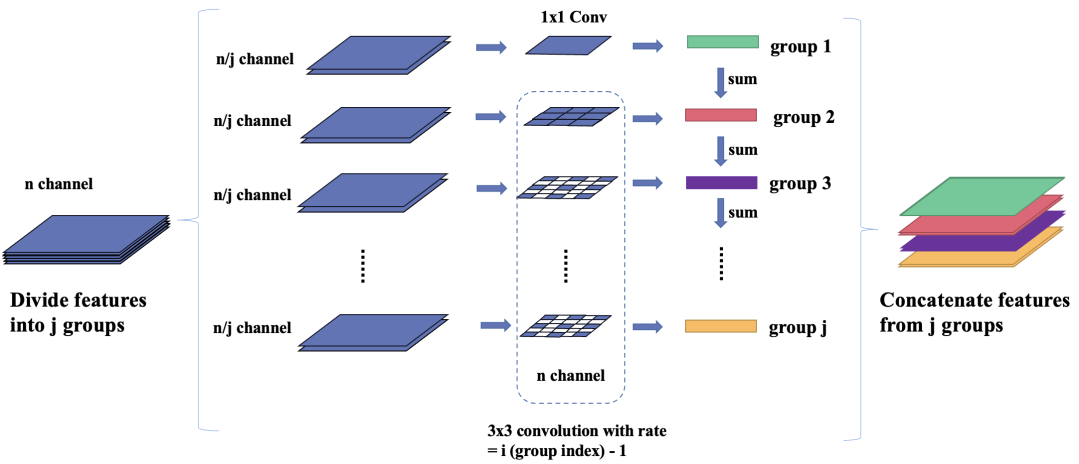 1x1 Conv
n/j channel
group 1
sum
n/j channel
group 2
sum
n/j channel
group 3
sum
n channel
Divide features
into j groups
n/j channel
group j
n channel
Concatenate features
from j groups
3x3 convolution with rate
= i (group index) - 1